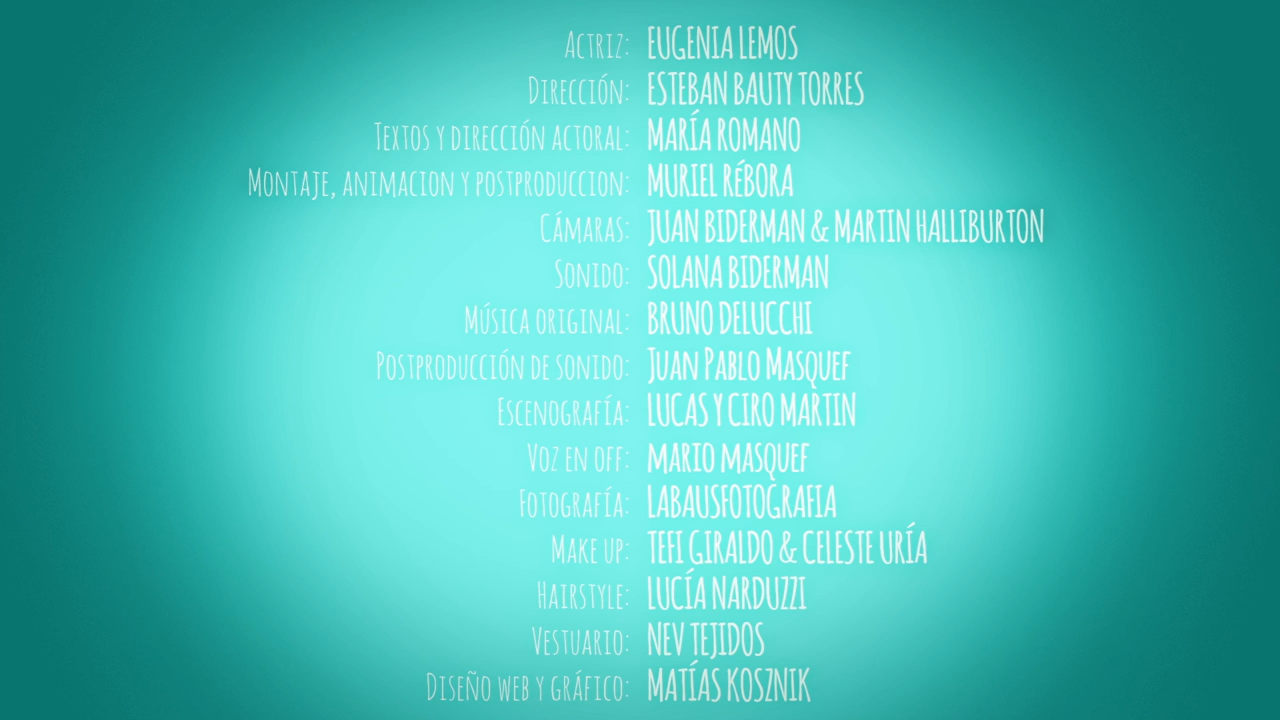 Actriz: EUGENIA LEMOS
Dirección: ESTEBAN BAUTY TORRES
Textos y dirección actoral: MARÍA ROMANO
Montaje, animacion y postproduccion: MURIEL RéBORA
Cámaras: JUAN BIDERMAN & MARTIN HALLIBURTON
Sonido: SOLANA BIDERMAN
Música original: BRUNO DELUCCHI
Postproducción de sonido: Juan Pablo Masquef
Escenografía: LUCAS Y CIRO MARTIN
Voz en off: mario masquef
Fotografía: LABAUSFOTOGRAFIA
Make up: TEFI GIRALDO & CELESTE URÍA
Hairstyle: LUCÍA NARDUZZI
Vestuario: NEV TEJIDOS
Diseño web y gráfico: MATÍAS KOSZNIK